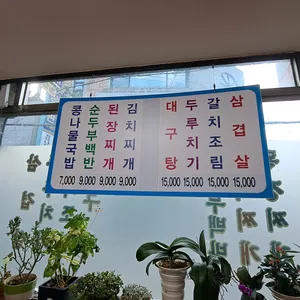 콩나물국밥 7,000
순두부백반 9,000
된장찌개 9,000
김치찌개 9,000
대구탕 15,000
두루치기 15,000
갈치조림 15,000
삼겹살 15,000